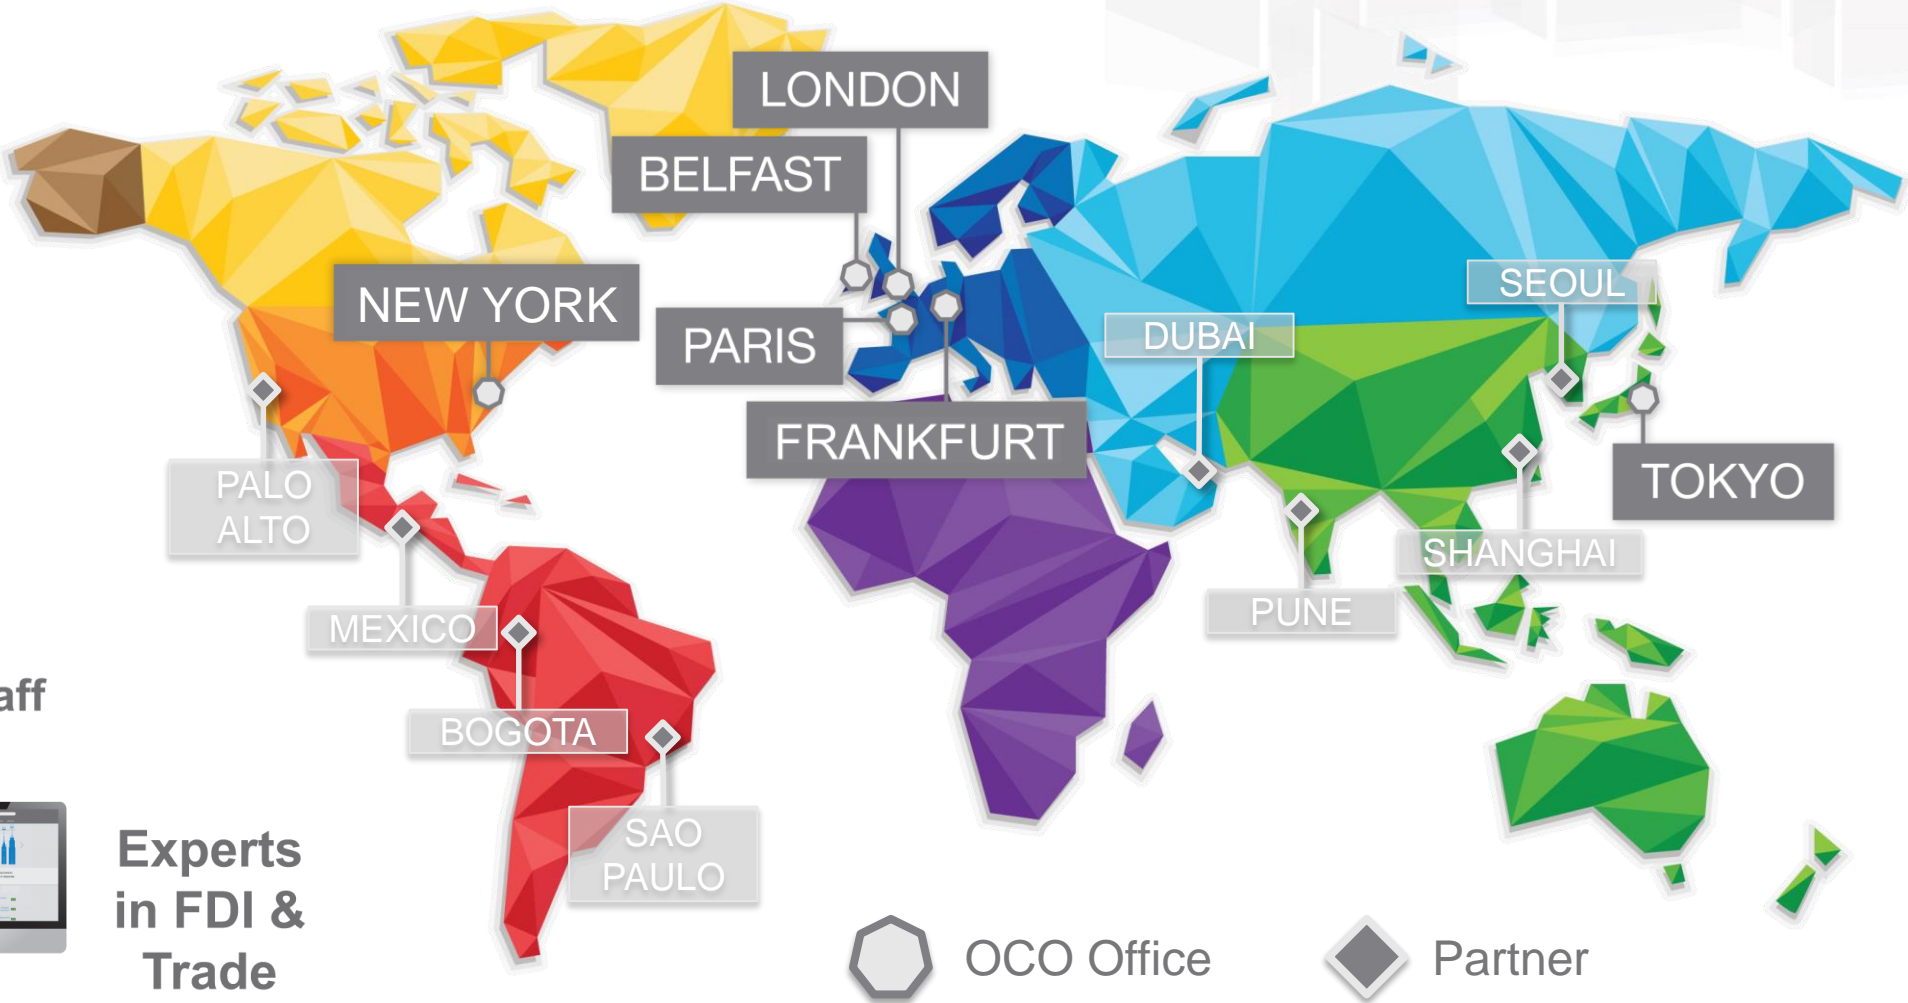 LONDON
BELFAST
NEW YORK
PARIS
FRANKFURT
DUBAI
SEOUL
TOKYO
PALO
ALTO
SHANGHAI
PUNE
MEXICO
BOGOTA
SAO
PAULO
aff
Experts
in FDI &
Trade
OCO Office
Partner